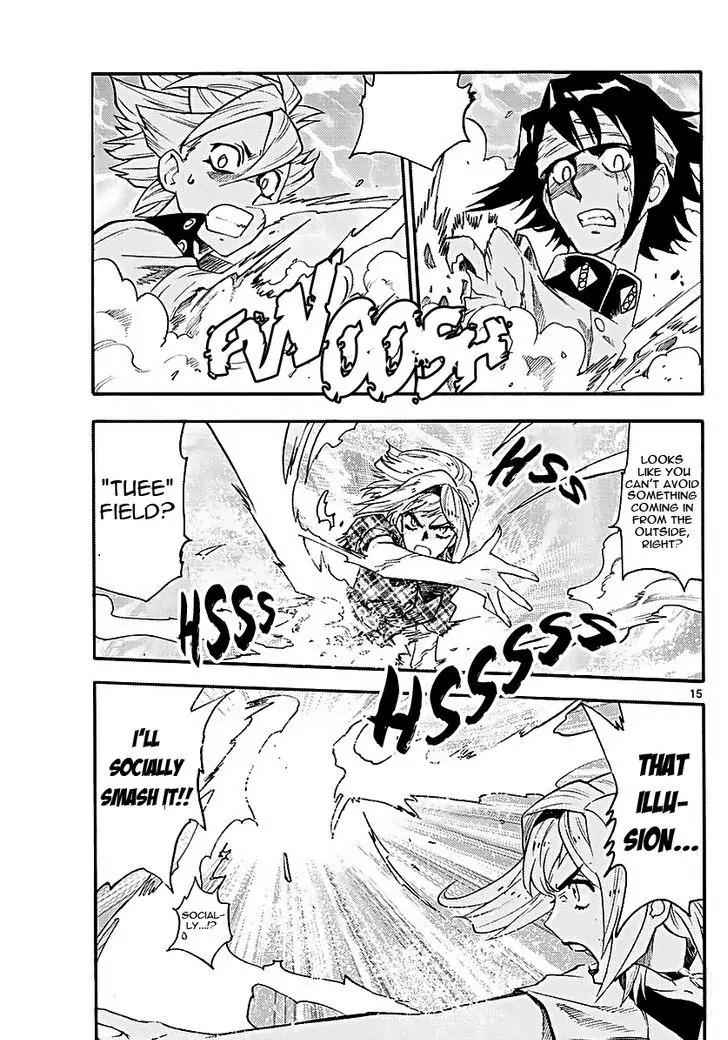 FWOOSH
LOOKS
LIKE YOU
CAN'T AVOID
SOMETHING
COMING IN
FROM THE
OUTSIDE,
RIGHT?
HSS
"TUEE"
FIELD?
HSSS
HSSSSSS
15
THAT
ILLU-
SION...
I'LL
SOCIALLY
SMASH IT!!
SOCIAL-
LY...!?